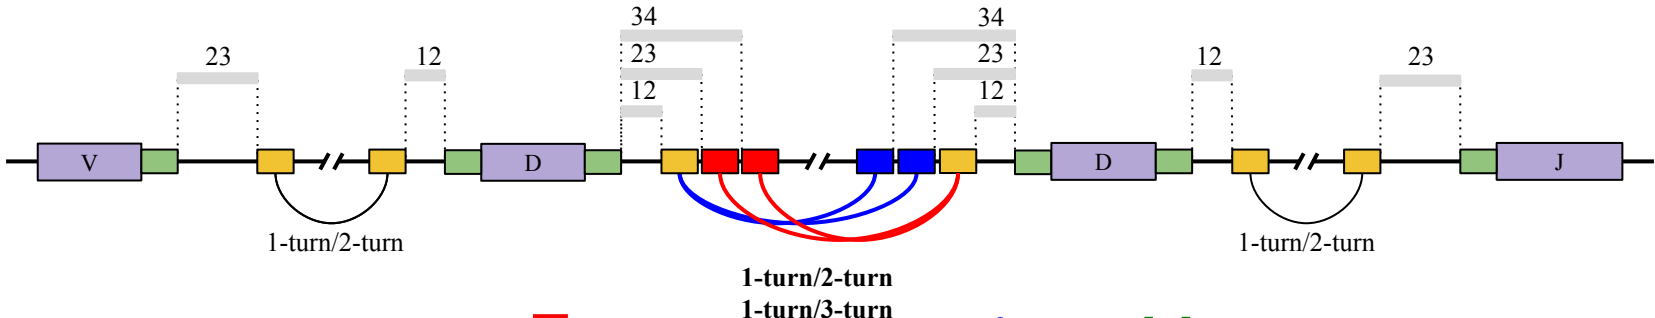 34 34
23 12 23 23 12 23
12 12
V D D J
1-turn/2-turn 1-turn/2-turn
1-turn/2-turn
1-turn/3-turn